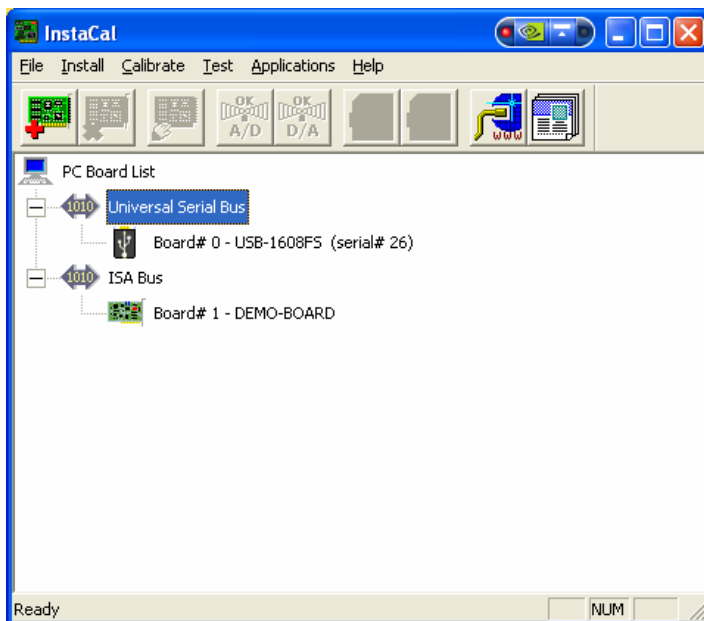 InstaCal
File Install Calibrate Test Applications Help
OK A/D OK D/A
PC Board List
1010 Universal Serial Bus
Board# 0 - USB-1608FS (serial# 26)
1010 ISA Bus
Board# 1 - DEMO-BOARD
Ready NUM